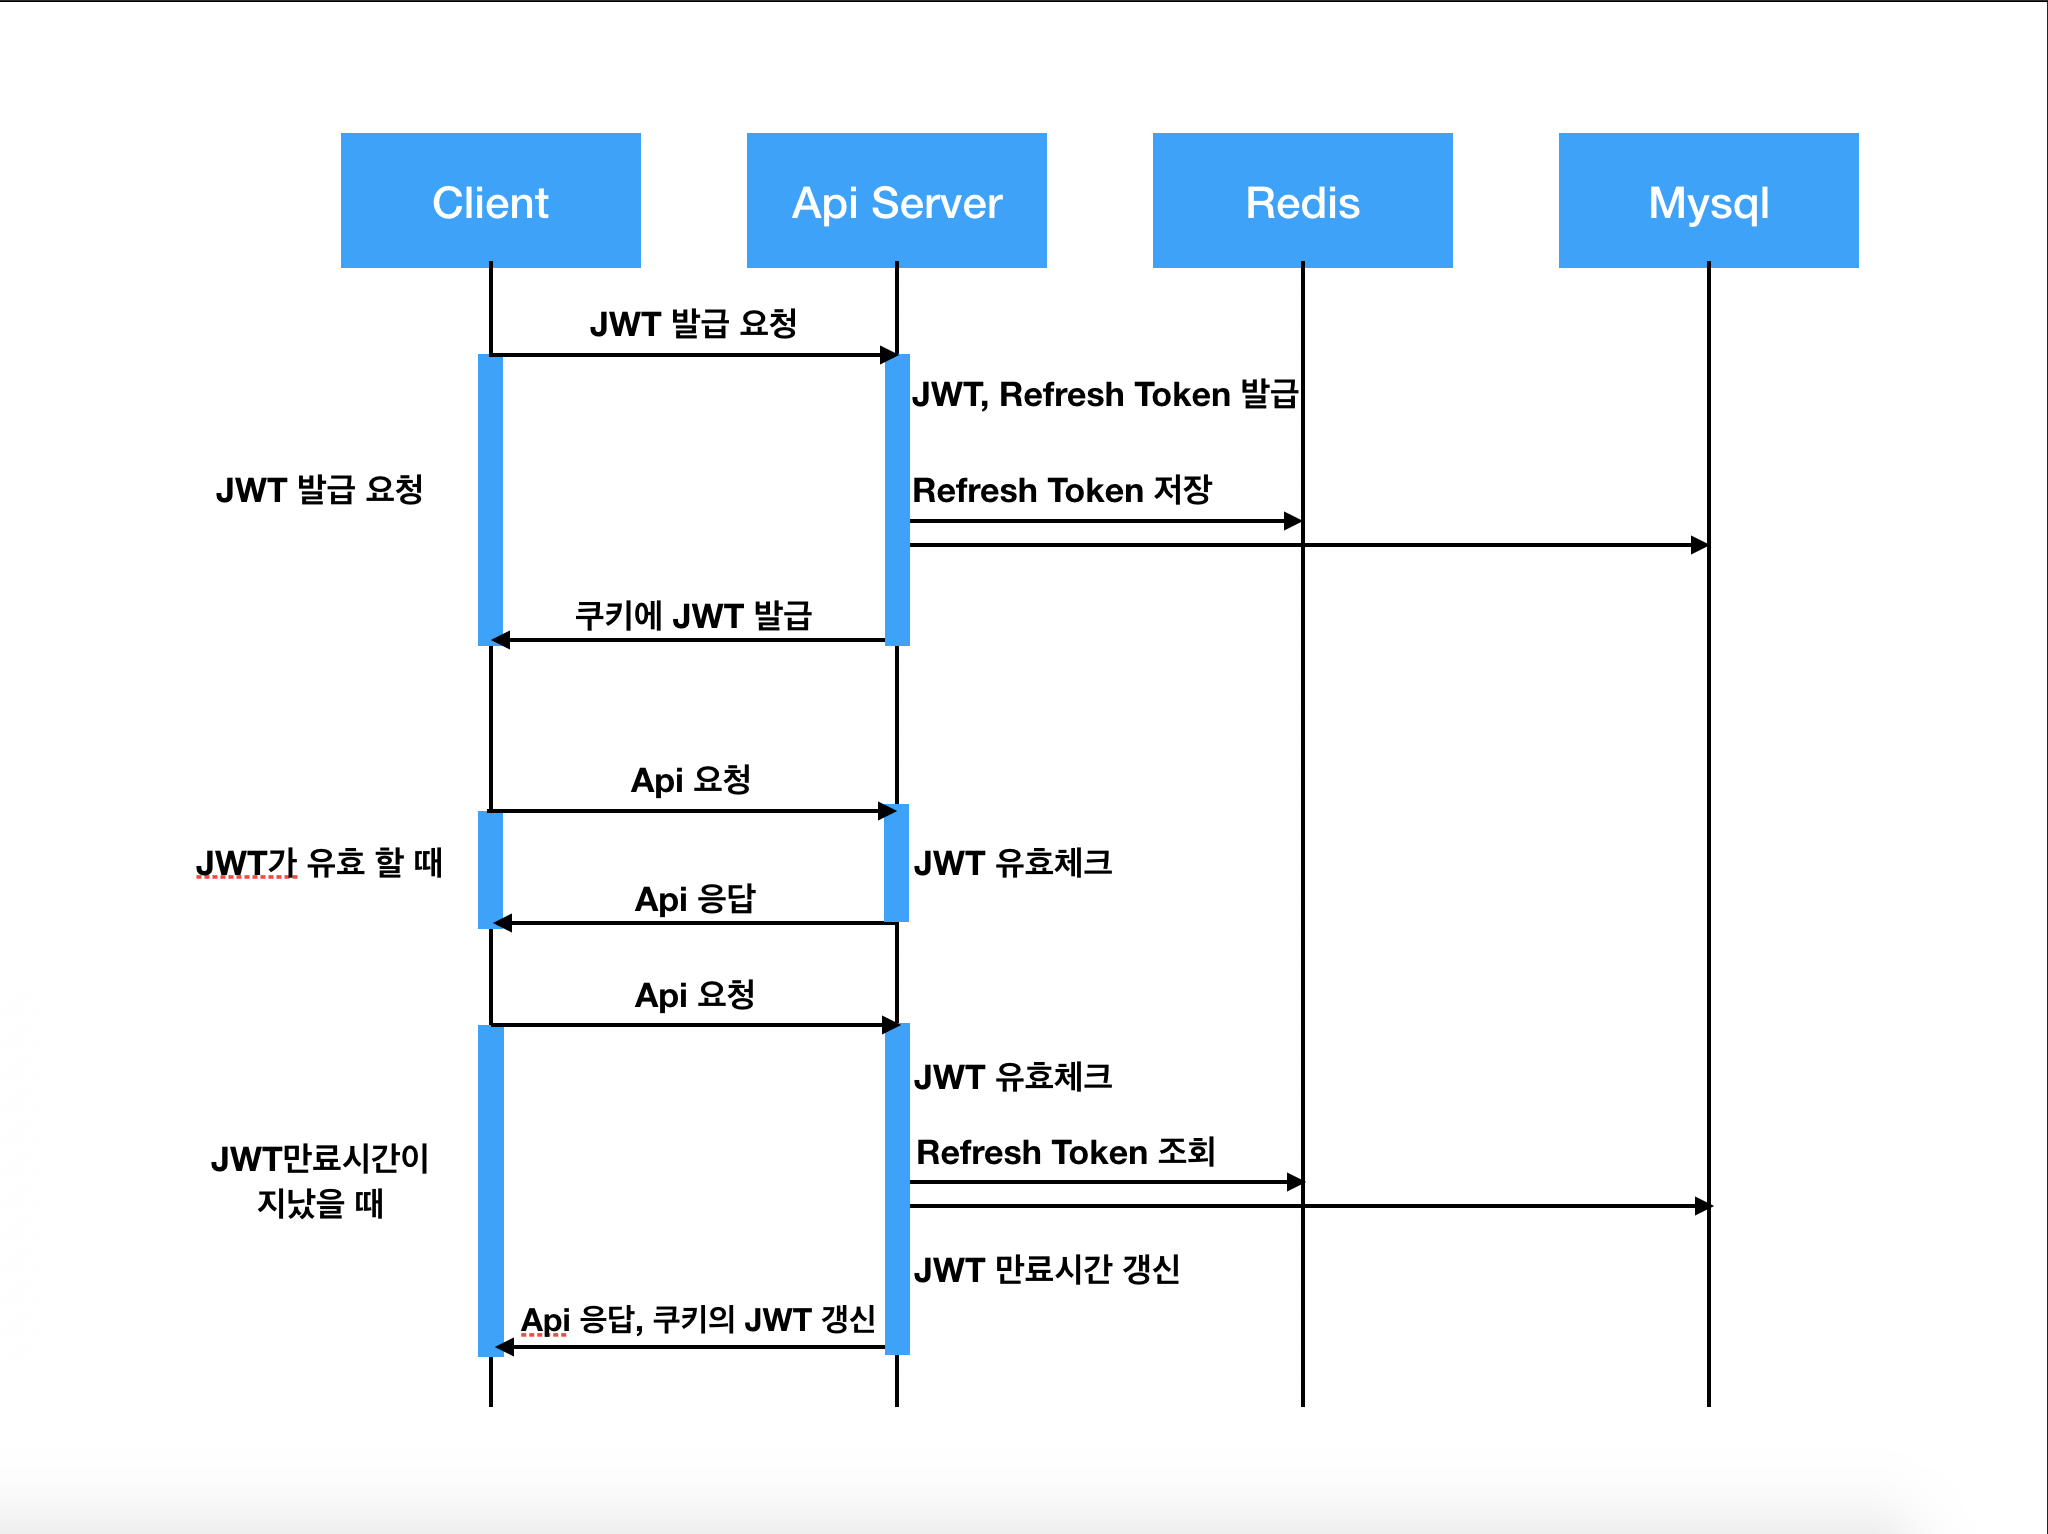 Client
Api Server
Redis
Mysql
JWT 발급 요청
JWT, Refresh Token 발급
JWT 발급 요청
Refresh Token 저장
쿠키에 JWT 발급
Api 요청
JWT가 유효 할 때
JWT 유효체크
Api 응답
Api 요청
JWT 유효체크
Refresh Token 조회
JWT만료시간이
지났을 때
JWT 만료시간 갱신
Api 응답, 쿠키의 JWT 갱신